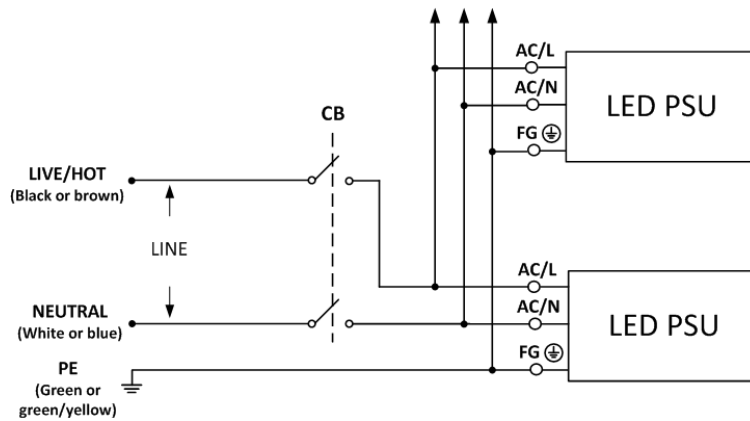 AC/L
AC/N
FG
LED PSU
CB
LIVE/HOT
(Black or brown)
LINE
NEUTRAL
(White or blue)
PE
(Green or
green/yellow)
AC/L
AC/N
FG
LED PSU